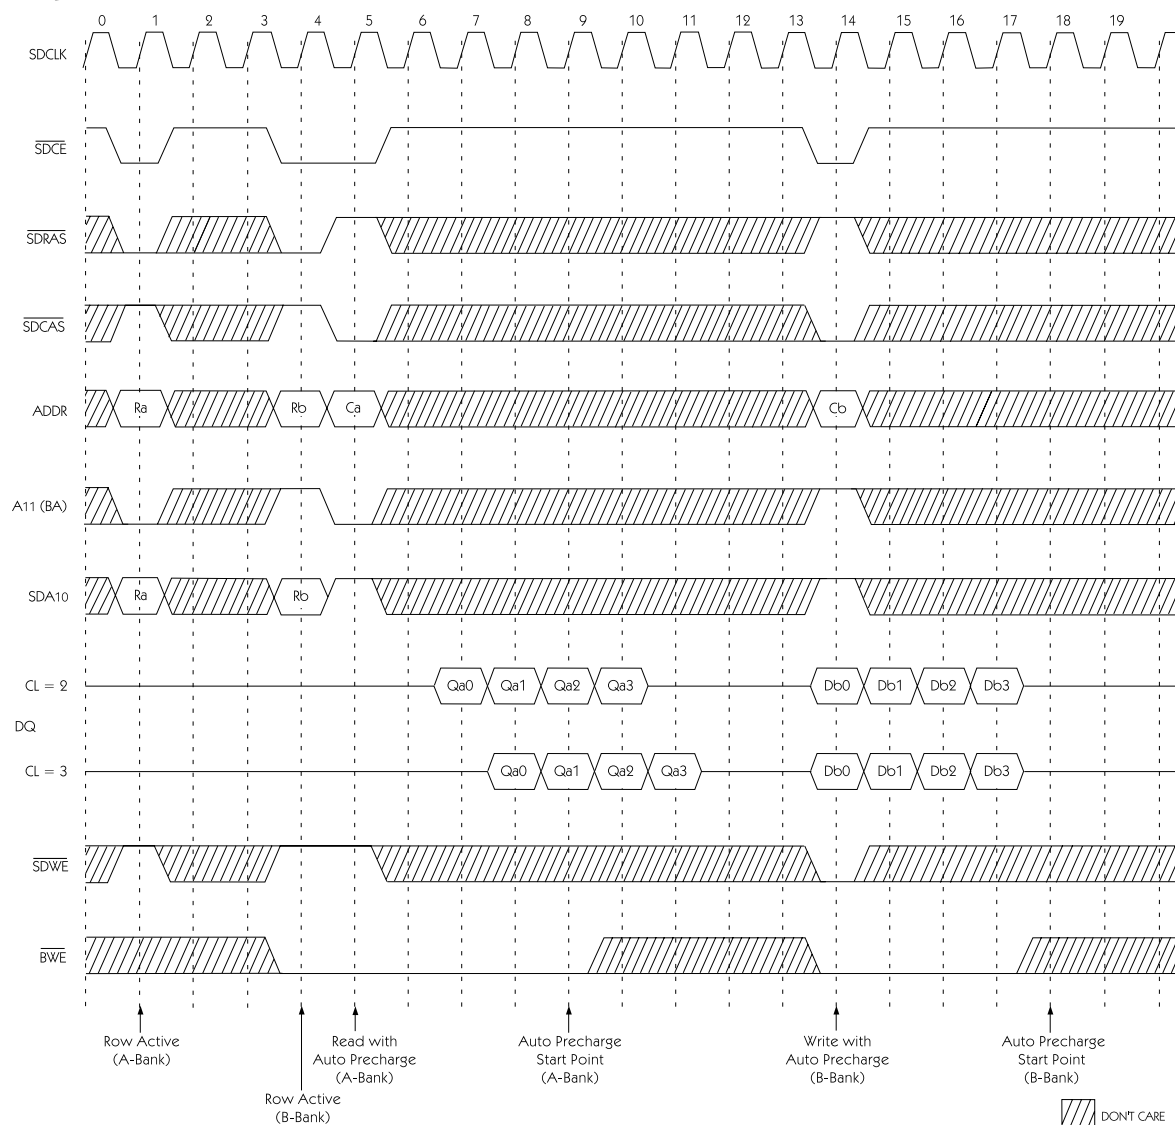 0 1 2 3 4 5 6 7 8 9 10 11 12 13 14 15 16 17 18 19
SDCLK
SDCE
SDRAS
SDCAS
ADDR Ra Rb Ca Cb
A11 (BA)
SDA10 Ra Rb
CL = 2 Qa0 Qa1 Qa2 Qa3 Db0 Db1 Db2 Db3
DQ
CL = 3 Qa0 Qa1 Qa2 Qa3 Db0 Db1 Db2 Db3
SDWE
BWE
Row Active
(A-Bank)
Row Active
(B-Bank)
Read with
Auto Precharge
(A-Bank)
Auto Precharge
Start Point
(A-Bank)
Write with
Auto Precharge
(B-Bank)
Auto Precharge
Start Point
(B-Bank)
DON'T CARE